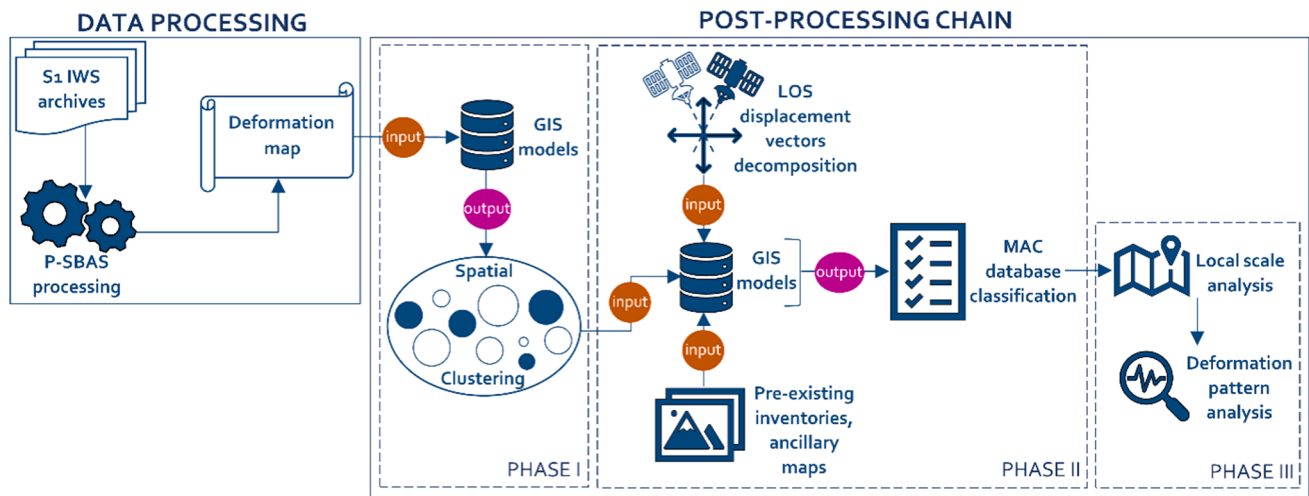 DATA PROCESSING
S1 IWS
archives
P-SBAS
processing
Deformation
map
POST-PROCESSING CHAIN
input
GIS
models
output
Spatial
Clustering
PHASE I
input
LOS
displacement
vectors
decomposition
input
GIS
models
input
Pre-existing
inventories,
ancillary
maps
output
MAC
database
classification
PHASE II
Local scale
analysis
Deformation
pattern
analysis
PHASE III